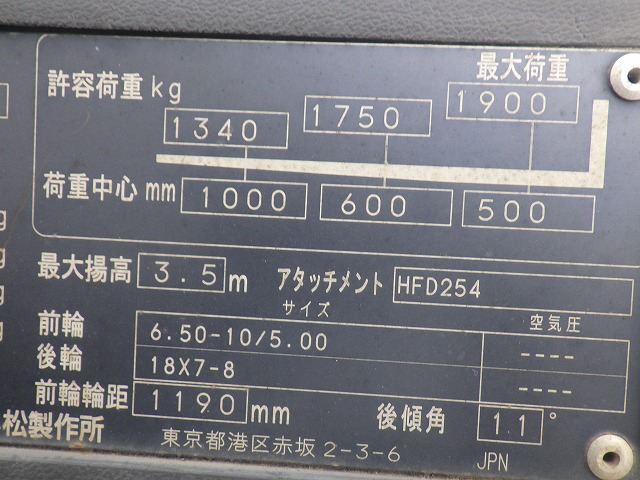 最大荷重
許容荷重 kg
1340 1750 1900
荷重中心 mm 1000 600 500
最大揚高 3.5 m アタッチメント HFD254
サイズ 空気圧
前輪 6.50-10/5.00 ----
後輪 18X7-8 ----
前輪輪距 1190 mm 後傾角 11 °
松製作所 東京都港区赤坂2-3-6 JPN